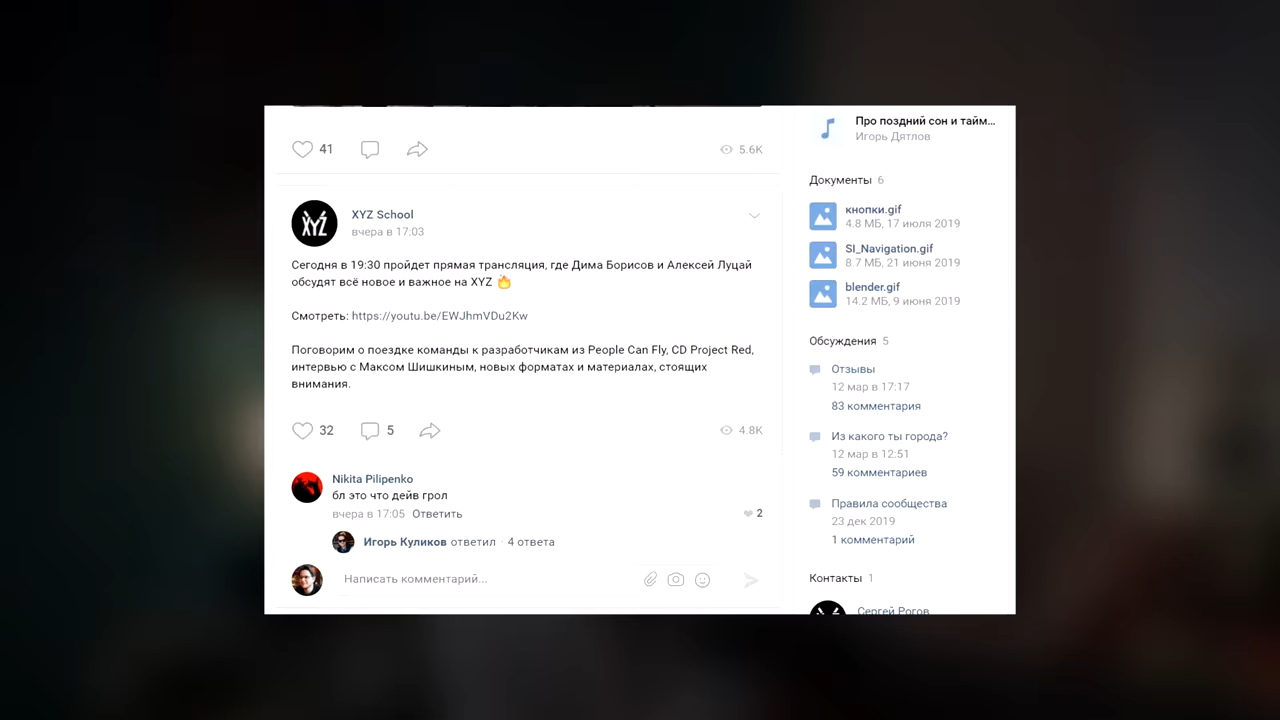 41
5.6K
XYZ
XYZ School
вчера в 17:03
Сегодня в 19:30 пройдет прямая трансляция, где Дима Борисов и Алексей Луцай
обсудят всё новое и важное на XYZ 🔥
Смотреть: https://youtu.be/EWJhmVDu2Kw
Поговорим о поездке команды к разработчикам из People Can Fly, CD Project Red,
интервью с Максом Шишкиным, новых форматах и материалах, стоящих
внимания.
32
5
4.8K
Nikita Pilipenko
бл это что дейв грол
вчера в 17:05 Ответить
2
Игорь Куликов ответил · 4 ответа
Написать комментарий...
Про поздний сон и тайм...
Игорь Дятлов
Документы 6
кнопки.gif
4.8 МБ, 17 июля 2019
SI_Navigation.gif
8.7 МБ, 21 июня 2019
blender.gif
14.2 МБ, 9 июня 2019
Обсуждения 5
Отзывы
12 мар в 17:17
83 комментария
Из какого ты города?
12 мар в 12:51
59 комментариев
Правила сообщества
23 дек 2019
1 комментарий
Контакты 1
Сергей Рогов